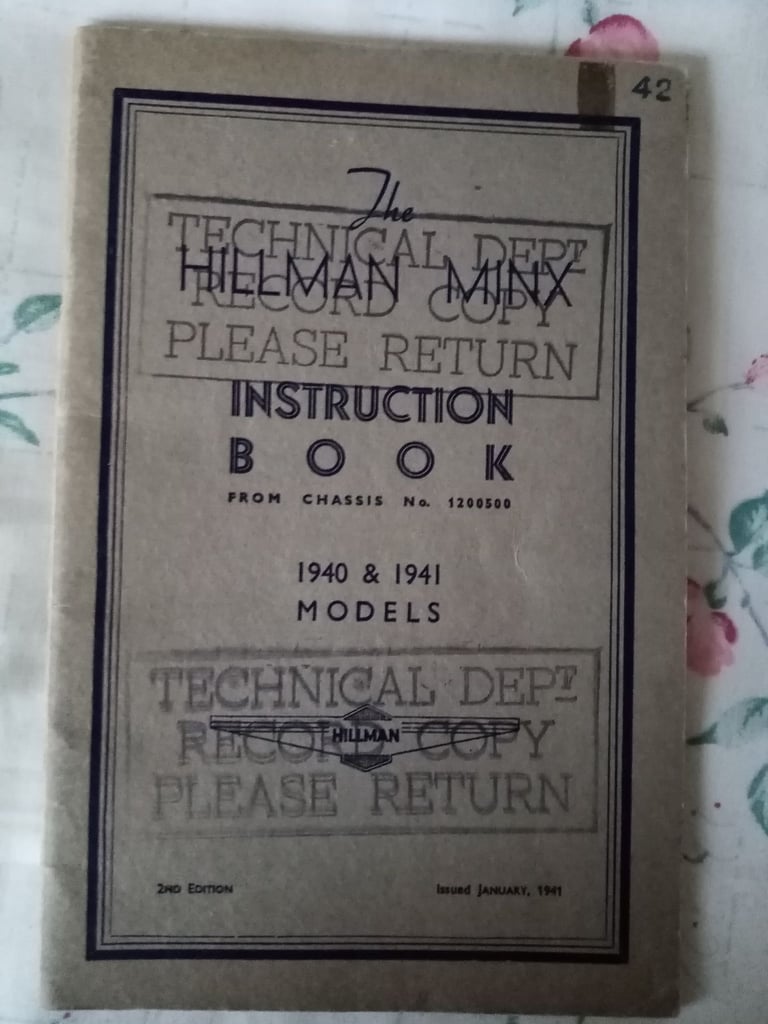 42
The
TECHNICAL DEPT
HILLMAN MINX
RECORD COPY
PLEASE RETURN
INSTRUCTION
BOOK
FROM CHASSIS No. 1200500
1940 & 1941
MODELS
TECHNICAL DEPT
RECORD COPY
HILLMAN
PLEASE RETURN
2ND EDITION
Issued JANUARY, 1941